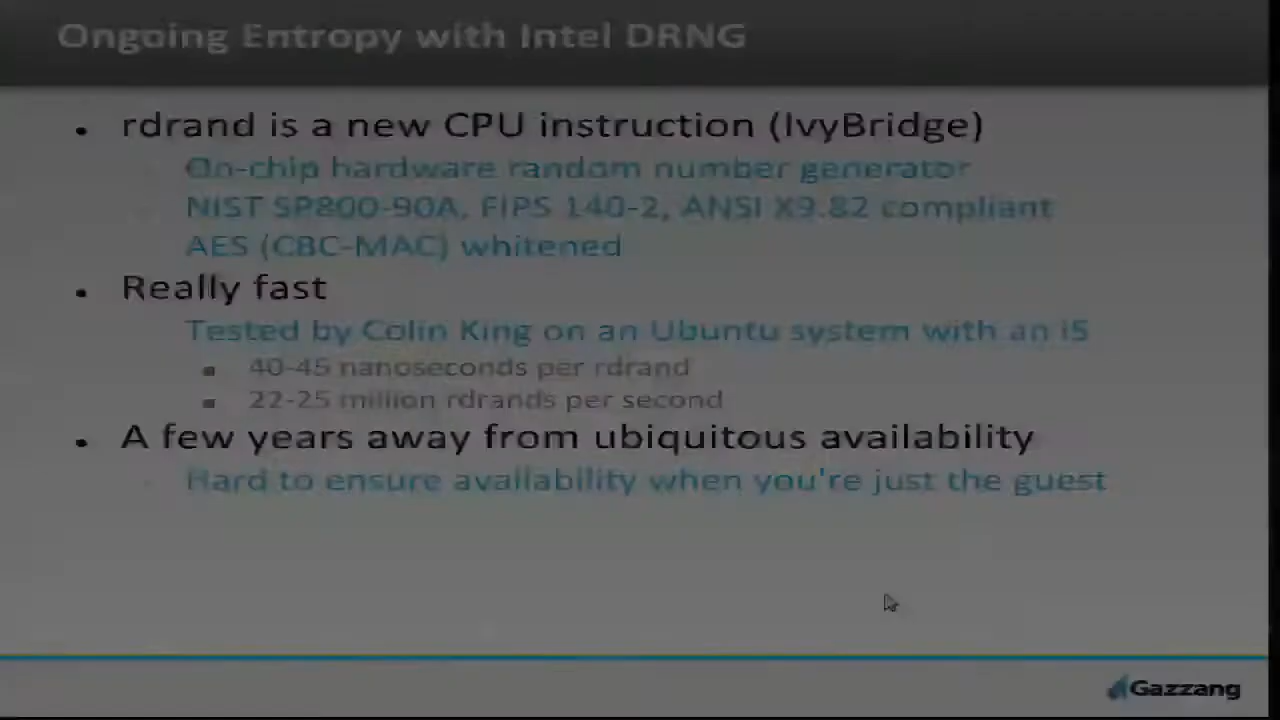 Ongoing Entropy with Intel DRNG
rdrand is a new CPU instruction (IvyBridge)
On-chip hardware random number generator
NIST SP800-90A, FIPS 140-2, ANSI X9.82 compliant
AES (CBC-MAC) whitened
Really fast
Tested by Colin King on an Ubuntu system with an i5
40-45 nanoseconds per rdrand
22-25 million rdrands per second
A few years away from ubiquitous availability
Hard to ensure availability when you're just the guest
Gazzang